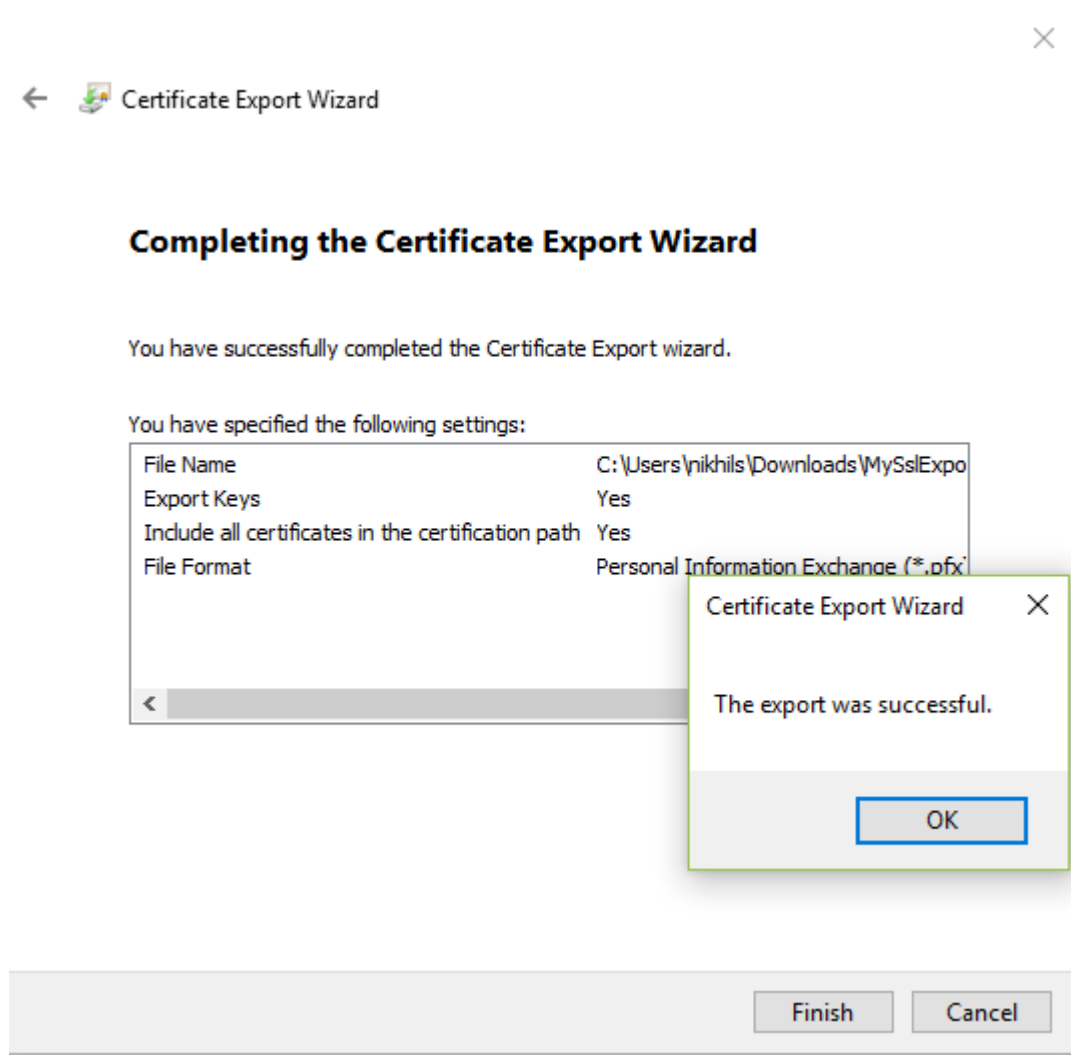 Certificate Export Wizard
Completing the Certificate Export Wizard
You have successfully completed the Certificate Export wizard.
You have specified the following settings:
File Name C:\Users\nikhils\Downloads\MySslExpo
Export Keys Yes
Include all certificates in the certification path Yes
File Format Personal Information Exchange (*.pfx)
Certificate Export Wizard
The export was successful.
OK
Finish Cancel